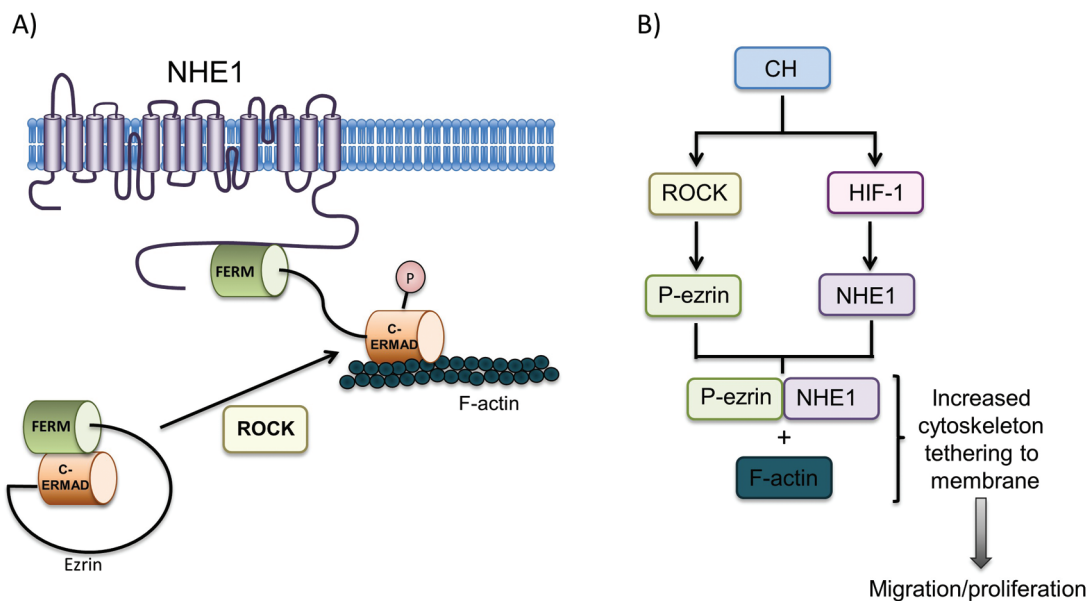 A)
NHE1
FERM
P
C-
ERMAD
F-actin
ROCK
FERM
C-
ERMAD
Ezrin
B)
CH
ROCK
HIF-1
P-ezrin
NHE1
P-ezrin
NHE1
+
F-actin
Increased
cytoskeleton
tethering to
membrane
Migration/proliferation